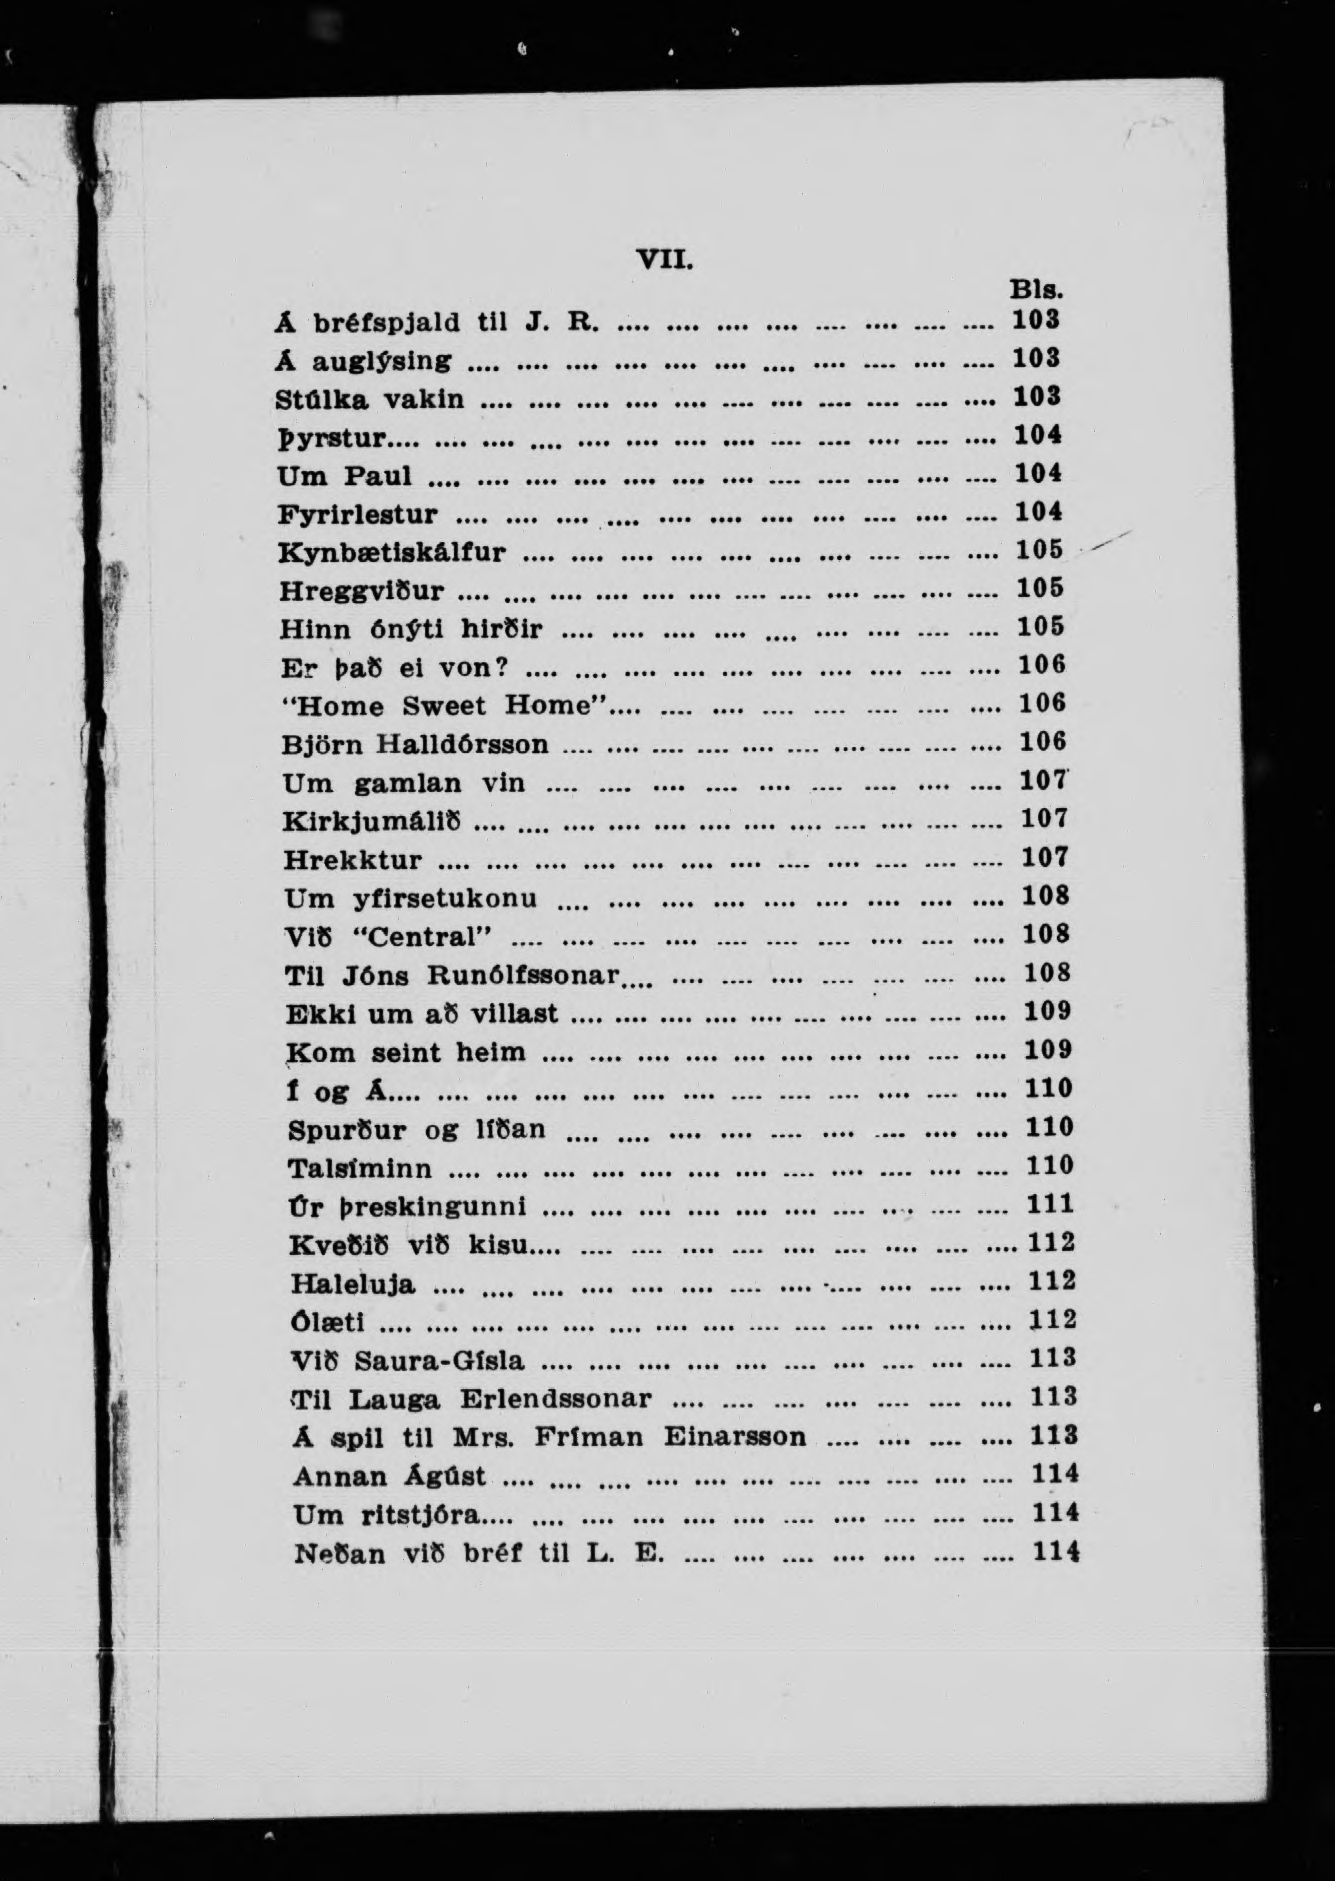 VII.
Bls.
Á bréfspjald til J. R. .... .... .... .... .... .... .... .... 103
Á auglýsing .... .... .... .... .... .... .... .... .... .... .... 103
Stúlka vakin .... .... .... .... .... .... .... .... .... .... .... 103
Þyrstur.... .... .... .... .... .... .... .... .... .... .... .... .... 104
Um Paul .... .... .... .... .... .... .... .... .... .... .... .... 104
Fyrirlestur .... .... .... .... .... .... .... .... .... .... .... 104
Kynbætiskálfur .... .... .... .... .... .... .... .... .... .... 105
Hreggviður .... .... .... .... .... .... .... .... .... .... .... .... 105
Hinn ónýti hirðir .... .... .... .... .... .... .... .... .... 105
Er það ei von? .... .... .... .... .... .... .... .... .... .... 106
“Home Sweet Home”.... .... .... .... .... .... .... .... 106
Björn Halldórsson .... .... .... .... .... .... .... .... .... .... 106
Um gamlan vin .... .... .... .... .... .... .... .... .... 107
Kirkjumálið .... .... .... .... .... .... .... .... .... .... .... .... 107
Hrekktur .... .... .... .... .... .... .... .... .... .... .... .... 107
Um yfirsetukonu .... .... .... .... .... .... .... .... .... 108
Við “Central” .... .... .... .... .... .... .... .... .... .... 108
Til Jóns Runólfssonar.... .... .... .... .... .... .... .... 108
Ekki um að villast .... .... .... .... .... .... .... .... .... .... 109
Kom seint heim .... .... .... .... .... .... .... .... .... .... 109
Í og Á.... .... .... .... .... .... .... .... .... .... .... .... .... 110
Spurður og líðan .... .... .... .... .... .... .... .... .... 110
Talsíminn .... .... .... .... .... .... .... .... .... .... .... .... 110
Úr þreskingunni .... .... .... .... .... .... .... .... .... .... 111
Kveðið við kisu.... .... .... .... .... .... .... .... .... .... 112
Haleluja .... .... .... .... .... .... .... .... .... .... .... .... 112
Ólæti .... .... .... .... .... .... .... .... .... .... .... .... .... .... 112
Við Saura-Gísla .... .... .... .... .... .... .... .... .... .... 113
Til Lauga Erlendssonar .... .... .... .... .... .... .... 113
Á spil til Mrs. Fríman Einarsson .... .... .... .... 113
Annan Ágúst .... .... .... .... .... .... .... .... .... .... .... 114
Um ritstjóra.... .... .... .... .... .... .... .... .... .... .... 114
Neðan við bréf til L. E. .... .... .... .... .... .... .... 114